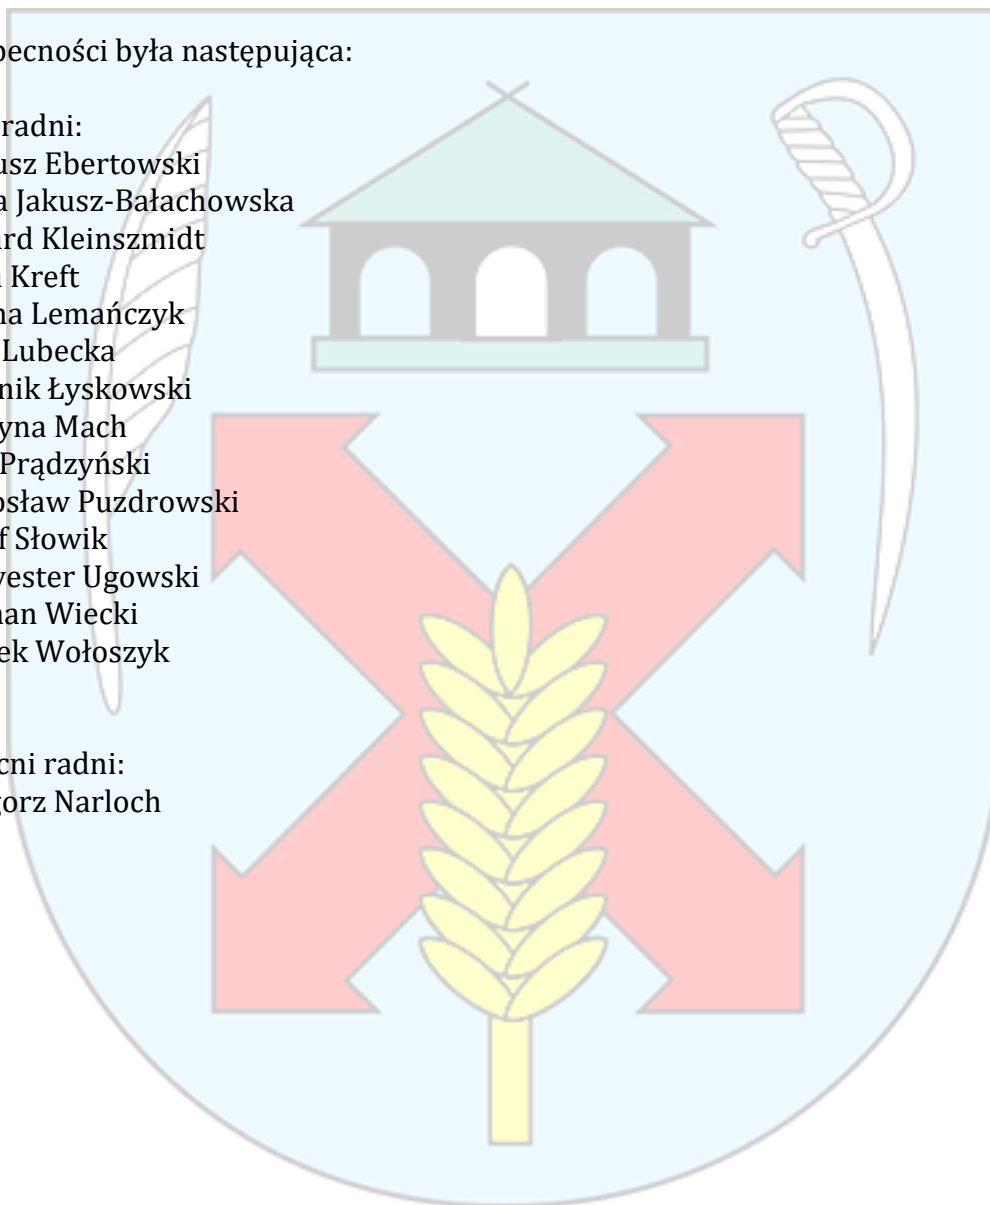 ecności była następująca:
radni:
usz Ebertowski
a Jakusz-Bałachowska
ard Kleinszmidt
Kreft
na Lemańczyk
Lubecka
nik Łyskowski
yna Mach
Prądzyński
osław Puzdrowski
f Słowik
vester Ugowski
nan Wiecki
ek Wołoszyk
cni radni:
gorz Narloch